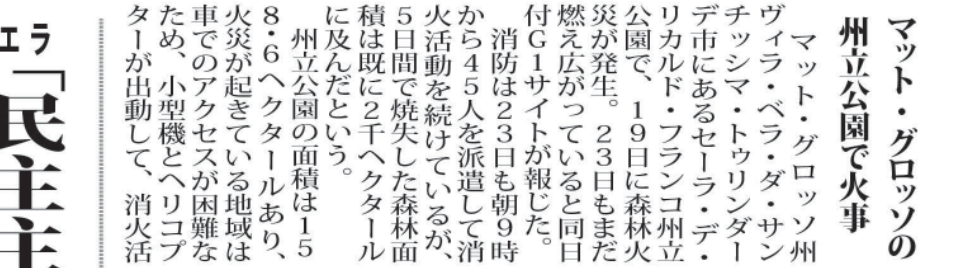 マット・グロッソの
州立公園で火事
マット・グロッソ州
ヴィラ・ベラ・ダ・サン
チッシマ・トゥリンダー
デ市にあるセーラ・デ・
リカルド・フランコ州立
公園で、19日に森林火
災が発生。23日もまだ
燃え広がっていると同日
付G1サイトが報じた。
消防は23日も朝9時
から45人を派遣して消
火活動を続けているが、
5日間で焼失した森林面
積は既に2千ヘクタール
に及んだという。
州立公園の面積は15
8・6ヘクタールあり、
火災が起きている地域は
車でのアクセスが困難な
ため、小型機とヘリコプ
ターが出動して、消火活
エラ
「民主主